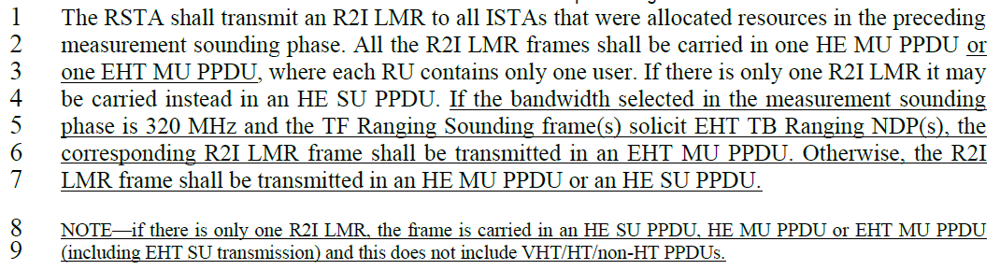 1 The RSTA shall transmit an R2I LMR to all ISTAs that were allocated resources in the preceding
2 measurement sounding phase. All the R2I LMR frames shall be carried in one HE MU PPDU or
3 one EHT MU PPDU, where each RU contains only one user. If there is only one R2I LMR it may
4 be carried instead in an HE SU PPDU. If the bandwidth selected in the measurement sounding
5 phase is 320 MHz and the TF Ranging Sounding frame(s) solicit EHT TB Ranging NDP(s), the
6 corresponding R2I LMR frame shall be transmitted in an EHT MU PPDU. Otherwise, the R2I
7 LMR frame shall be transmitted in an HE MU PPDU or an HE SU PPDU.
8 NOTE—if there is only one R2I LMR, the frame is carried in an HE SU PPDU, HE MU PPDU or EHT MU PPDU
9 (including EHT SU transmission) and this does not include VHT/HT/non-HT PPDUs.